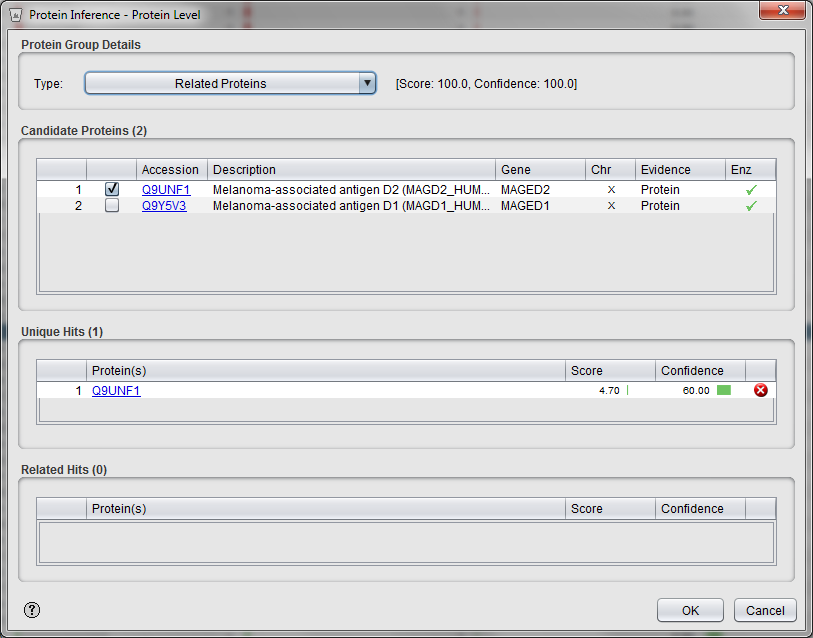 Protein Inference - Protein Level
Protein Group Details
Type: Related Proteins [Score: 100.0, Confidence: 100.0]
Candidate Proteins (2)
Accession Description Gene Chr Evidence Enz
1 Q9UNF1 Melanoma-associated antigen D2 (MAGD2_HUM... MAGED2 X Protein
2 Q9Y5V3 Melanoma-associated antigen D1 (MAGD1_HUM... MAGED1 X Protein
Unique Hits (1)
Protein(s) Score Confidence
1 Q9UNF1 4.70 60.00
Related Hits (0)
Protein(s) Score Confidence
? OK Cancel